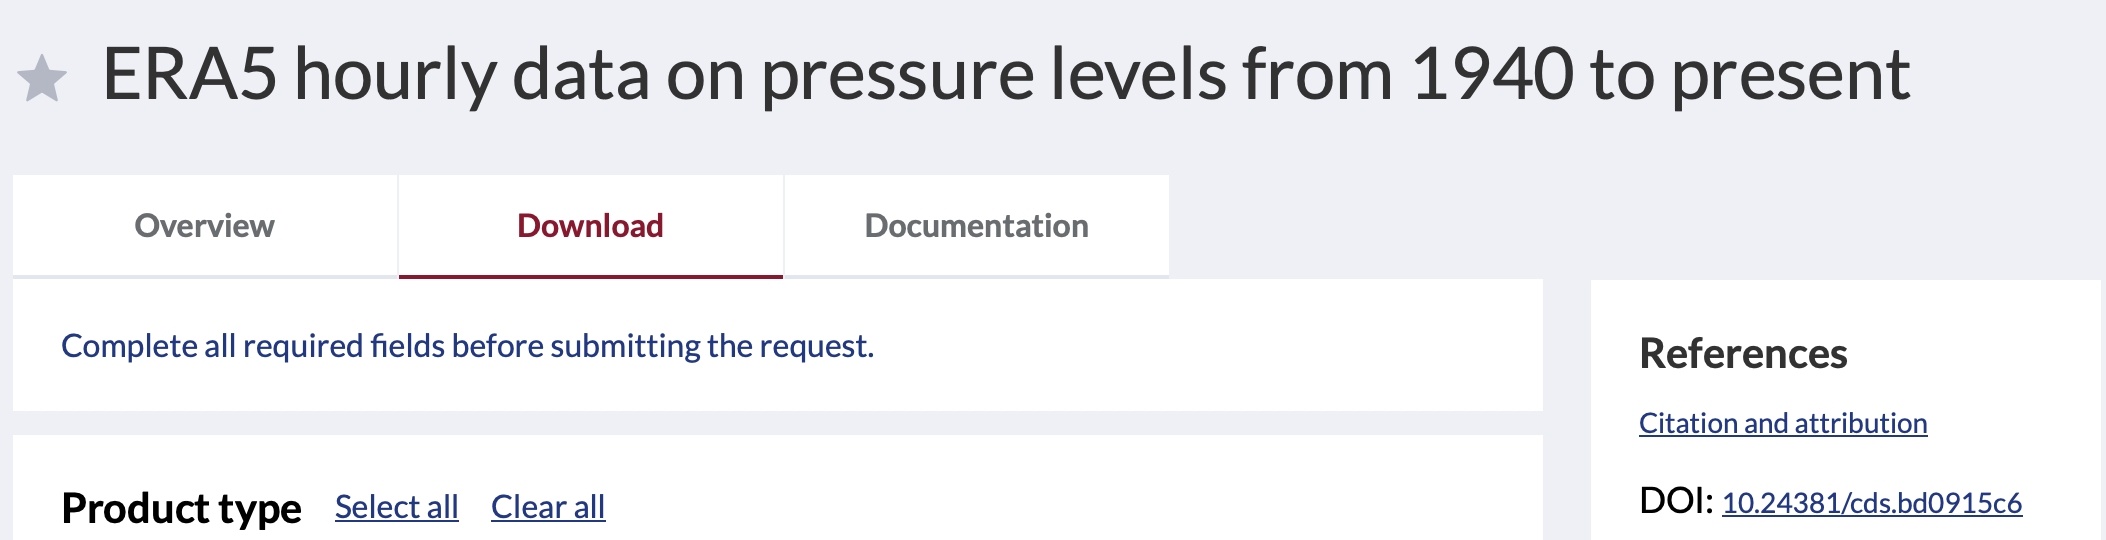 ERA5 hourly data on pressure levels from 1940 to present
Overview
Download
Documentation
Complete all required fields before submitting the request.
Product type
Select all
Clear all
References
Citation and attribution
DOI: 10.24381/cds.bd0915c6